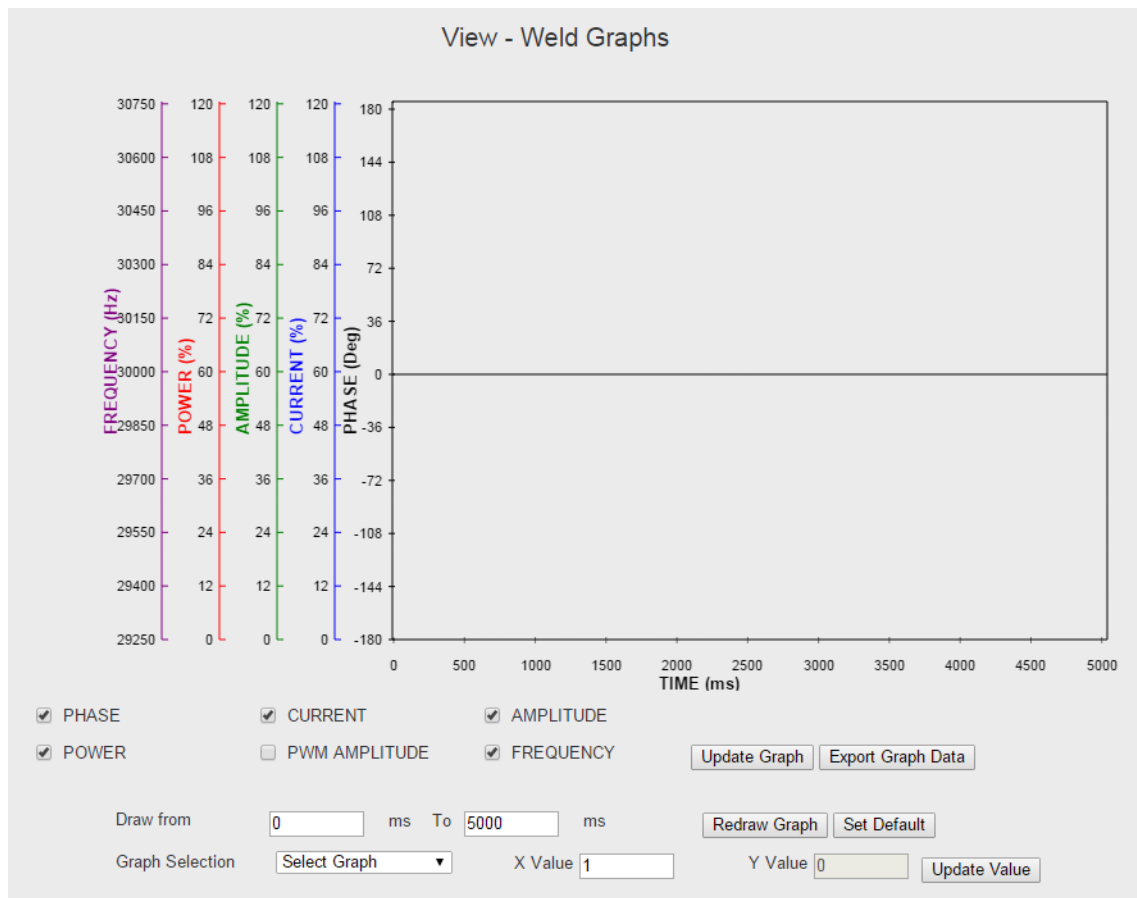 View - Weld Graphs
30750 120 120 120 180
30600 108 108 108 144
30450 96 96 96 108
30300 84 84 84 72
30150 72 72 72 36
30000 60 60 60 0
29850 48 48 48 -36
29700 36 36 36 -72
29550 24 24 24 -108
29400 12 12 12 -144
29250 0 0 0 -180
FREQUENCY (Hz)
POWER (%)
AMPLITUDE (%)
CURRENT (%)
PHASE (Deg)
0 500 1000 1500 2000 2500 3000 3500 4000 4500 5000
TIME (ms)
PHASE CURRENT AMPLITUDE
POWER PWM AMPLITUDE FREQUENCY Update Graph Export Graph Data
Draw from 0 ms To 5000 ms Redraw Graph Set Default
Graph Selection Select Graph X Value 1 Y Value 0 Update Value